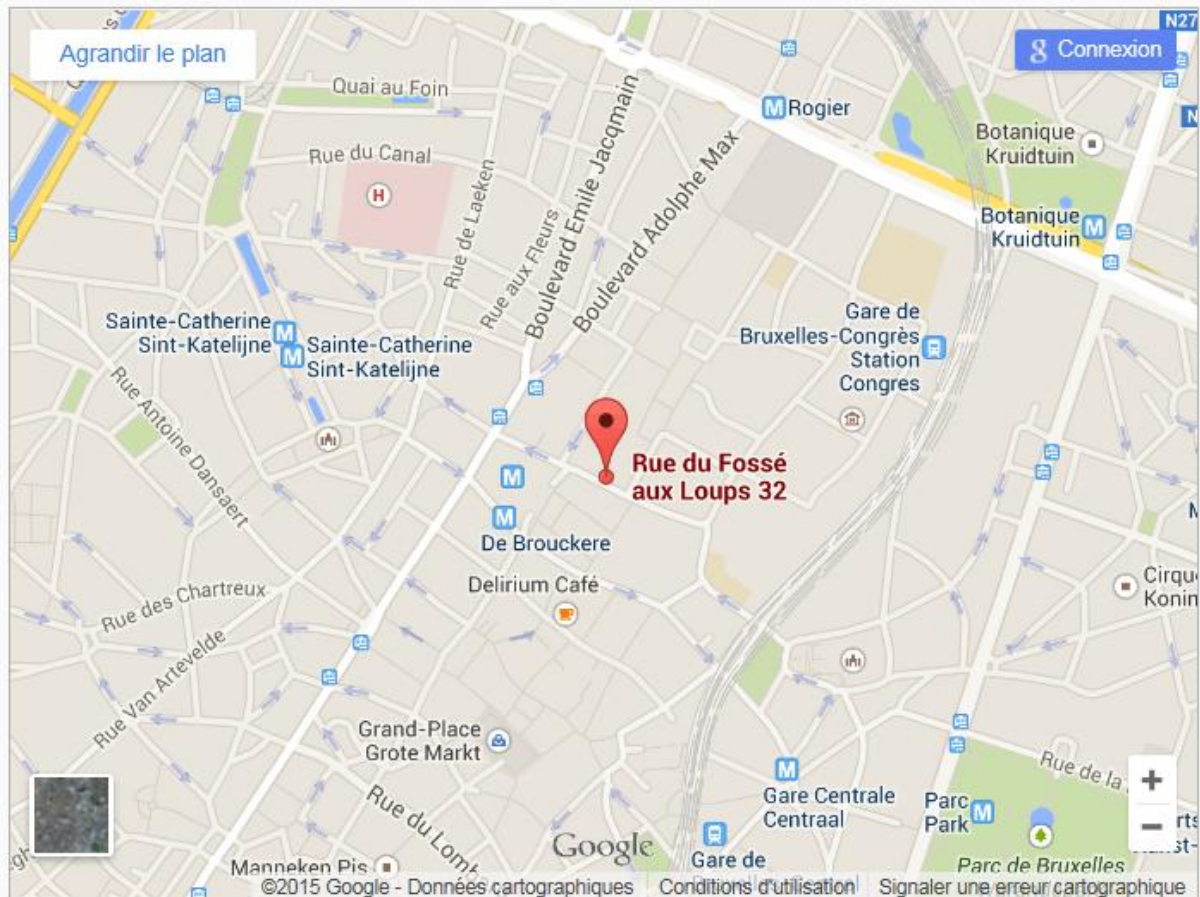 N27
Agrandir le plan
g Connexion
Quai au Foin
Rogier
Botanique
Kruidtuin
Rue du Canal
H
Rue de Laeken
Rue aux Fleurs
Boulevard Emile Jacqmain
Boulevard Adolphe Max
Botanique
Kruidtuin
Sainte-Catherine
Sint-Katelijne
Sainte-Catherine
Sint-Katelijne
Gare de
Bruxelles-Congrès
Station
Congres
Rue Antoine Dansaert
Rue du Fossé
aux Loups 32
De Brouckere
Delirium Café
Rue des Chartreux
Cirqu
Konin
Rue Van Artevelde
Grand-Place
Grote Markt
Rue de la
Gare Centrale
Centraal
Parc
Park
Rue du Lomb
Google
Gare de
Manneken Pis
Parc de Bruxelles
©2015 Google - Données cartographiques
Conditions d'utilisation
Signaler une erreur cartographique